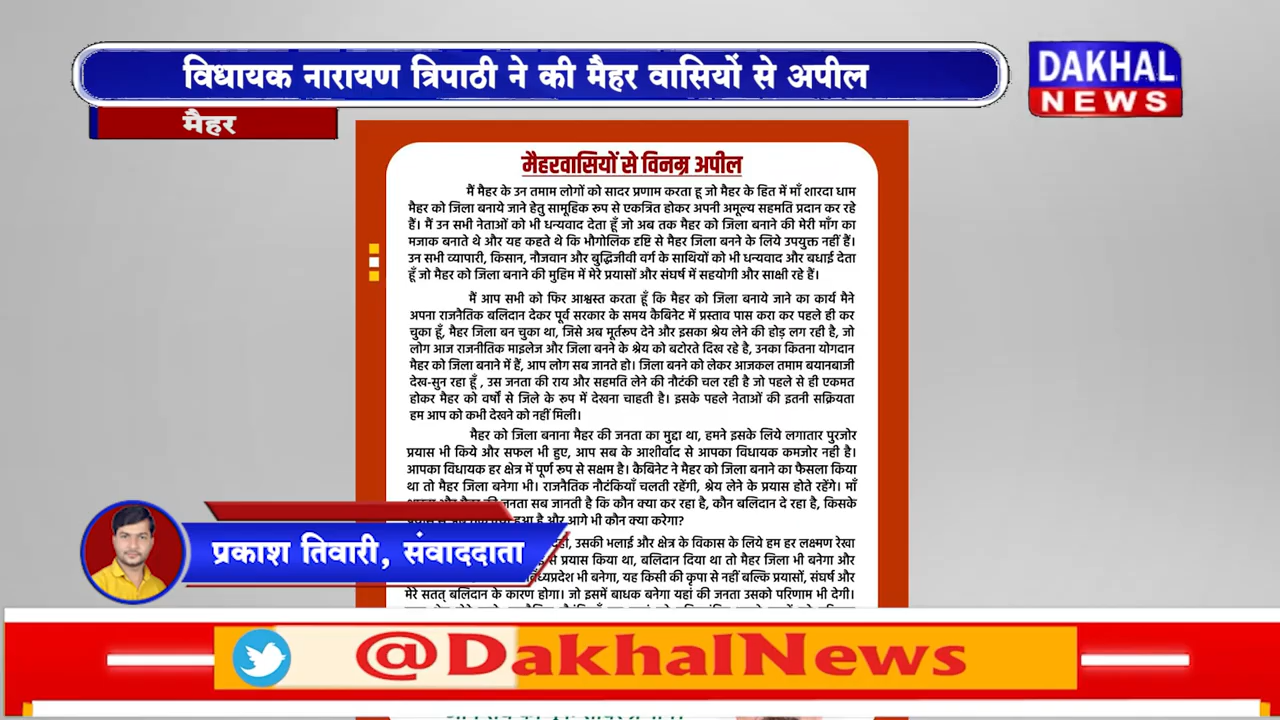 विधायक नारायण त्रिपाठी ने की मैहर वासियों से अपील
DAKHAL
NEWS
मैहर
मैहरवासियों से विनम्र अपील
मैं मैहर के उन तमाम लोगों को सादर प्रणाम करता हू जो मैहर के हित में माँ शारदा धाम
मैहर को जिला बनाये जाने हेतु सामूहिक रूप से एकत्रित होकर अपनी अमूल्य सहमति प्रदान कर रहे
हैं। मैं उन सभी नेताओं को भी धन्यवाद देता हूँ जो अब तक मैहर को जिला बनाने की मेरी माँग का
मजाक बनाते थे और यह कहते थे कि भौगोलिक दृष्टि से मैहर जिला बनने के लिये उपयुक्त नहीं हैं।
उन सभी व्यापारी, किसान, नौजवान और बुद्धिजीवी वर्ग के साथियों को भी धन्यवाद और बधाई देता
हूँ जो मैहर को जिला बनाने की मुहिम में मेरे प्रयासों और संघर्ष में सहयोगी और साक्षी रहे हैं।
मैं आप सभी को फिर आश्वस्त करता हूँ कि मैहर को जिला बनाये जाने का कार्य मैने
अपना राजनैतिक बलिदान देकर पूर्व सरकार के समय कैबिनेट में प्रस्ताव पास करा कर पहले ही कर
चुका हूँ, मैहर जिला बन चुका था, जिसे अब मूर्तरूप देने और इसका श्रेय लेने की होड़ लग रही है, जो
लोग आज राजनीतिक माइलेज और जिला बनने के श्रेय को बटोरते दिख रहे है, उनका कितना योगदान
मैहर को जिला बनाने में हैं, आप लोग सब जानते हो। जिला बनने को लेकर आजकल तमाम बयानबाजी
देख-सुन रहा हूँ , उस जनता की राय और सहमति लेने की नौटंकी चल रही है जो पहले से ही एकमत
होकर मैहर को वर्षों से जिले के रूप में देखना चाहती है। इसके पहले नेताओं की इतनी सक्रियता
हम आप को कभी देखने को नहीं मिली।
मैहर को जिला बनाना मैहर की जनता का मुद्दा था, हमने इसके लिये लगातार पुरजोर
प्रयास भी किये और सफल भी हुए, आप सब के आशीर्वाद से आपका विधायक कमजोर नही है।
आपका विधायक हर क्षेत्र में पूर्ण रूप से सक्षम है। कैबिनेट ने मैहर को जिला बनाने का फैसला किया
था तो मैहर जिला बनेगा भी। राजनैतिक नौटंकियाँ चलती रहेंगी, श्रेय लेने के प्रयास होते रहेंगे। माँ
जनता सब जानती है कि कौन क्या कर रहा है, कौन बलिदान दे रहा है, किसके
हुआ है और आगे भी कौन क्या करेगा?
उसकी भलाई और क्षेत्र के विकास के लिये हम हर लक्ष्मण रेखा
से प्रयास किया था, बलिदान दिया था तो मैहर जिला भी बनेगा और
भी बनेगा, यह किसी की कृपा से नहीं बल्कि प्रयासों, संघर्ष और
मेरे सतत् बलिदान के कारण होगा। जो इसमें बाधक बनेगा यहां की जनता उसको परिणाम भी देगी।
प्रकाश तिवारी, संवाददाता
@DakhalNews